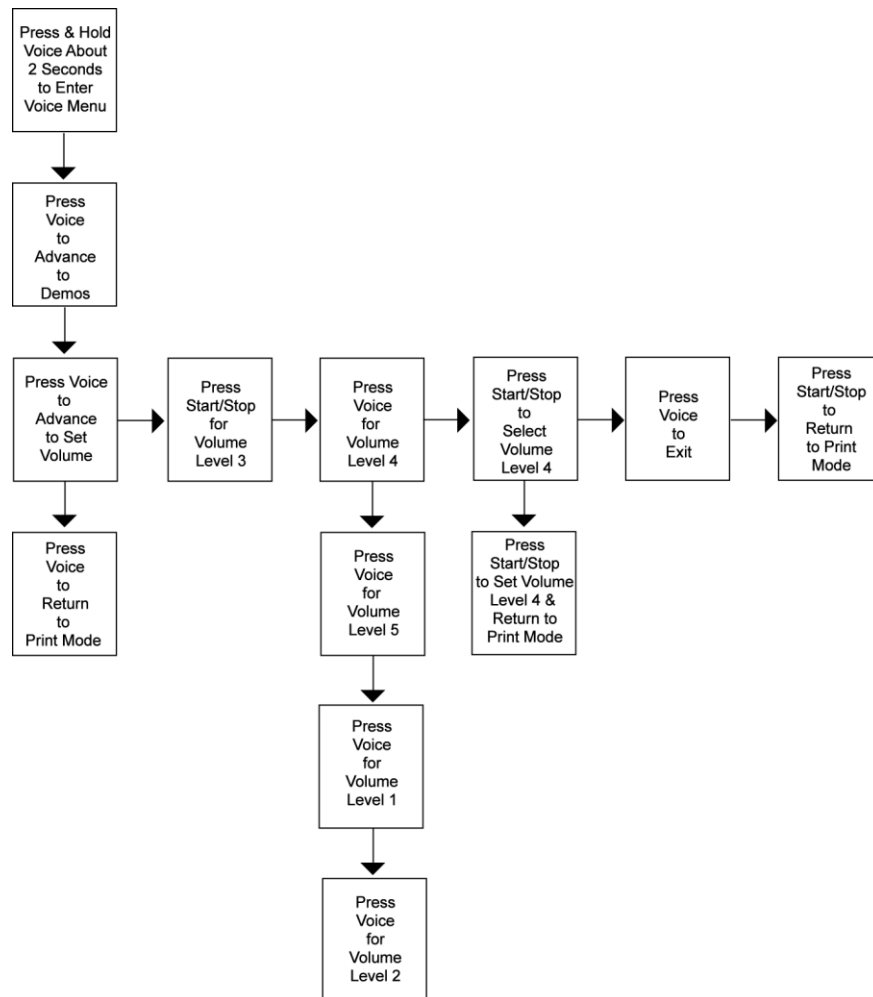 Press & Hold
Voice About
2 Seconds
to Enter
Voice Menu
Press
Voice
to
Advance
to
Demos
Press Voice
to
Advance
to Set
Volume
Press
Start/Stop
for
Volume
Level 3
Press
Voice
for
Volume
Level 4
Press
Start/Stop
to
Select
Volume
Level 4
Press
Voice
to
Exit
Press
Start/Stop
to
Return
to Print
Mode
Press
Voice
to
Return
to
Print Mode
Press
Voice
for
Volume
Level 5
Press
Start/Stop
to Set Volume
Level 4 &
Return to
Print Mode
Press
Voice
for
Volume
Level 1
Press
Voice
for
Volume
Level 2